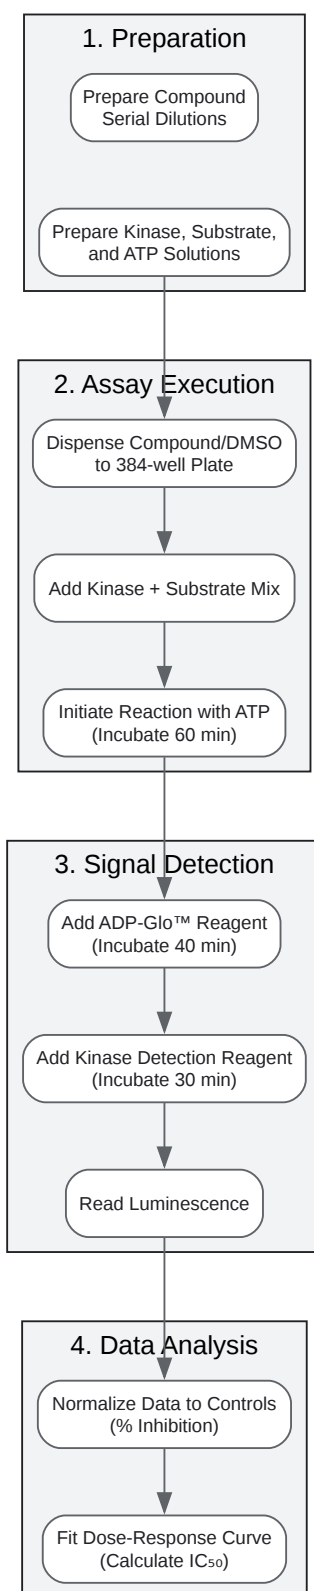 1. Preparation
Prepare Compound
Serial Dilutions
Prepare Kinase, Substrate,
and ATP Solutions
2. Assay Execution
Dispense Compound/DMSO
to 384-well Plate
Add Kinase + Substrate Mix
Initiate Reaction with ATP
(Incubate 60 min)
3. Signal Detection
Add ADP-Glo™ Reagent
(Incubate 40 min)
Add Kinase Detection Reagent
(Incubate 30 min)
Read Luminescence
4. Data Analysis
Normalize Data to Controls
(% Inhibition)
Fit Dose-Response Curve
(Calculate IC₅₀)